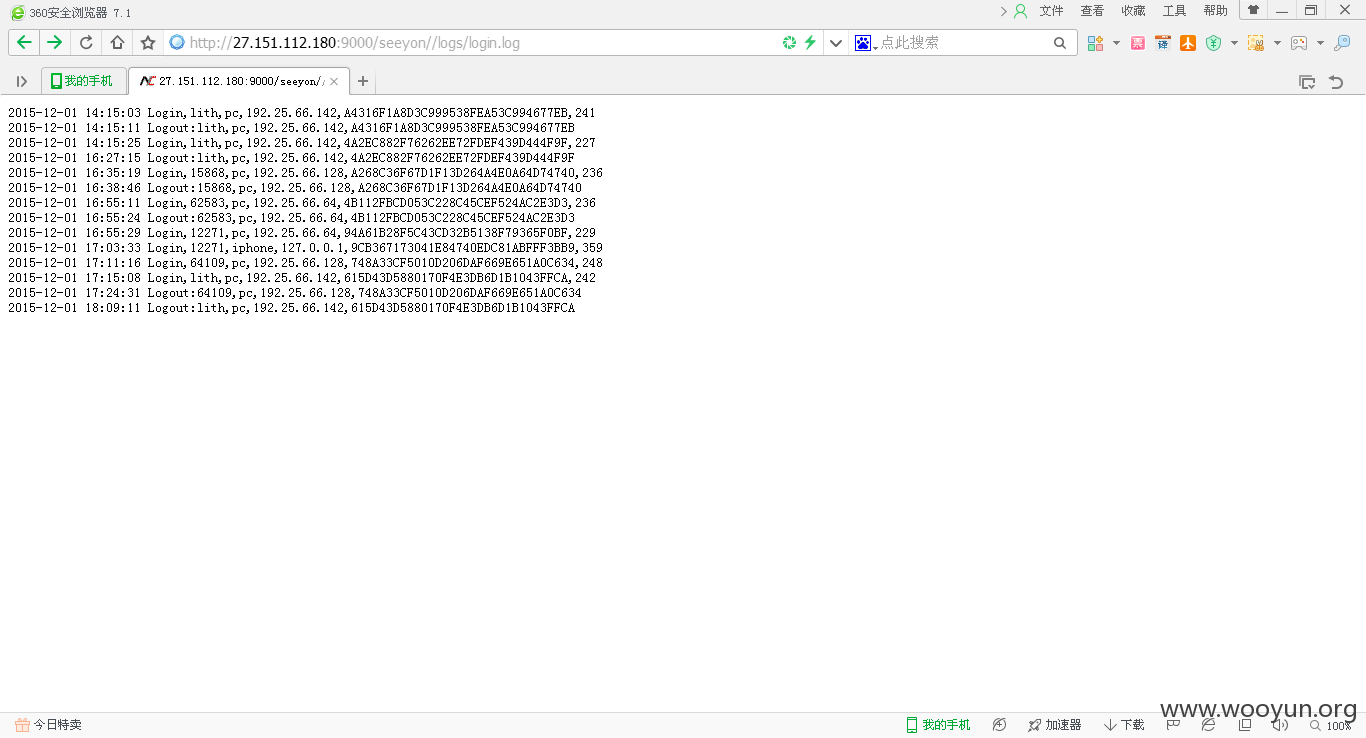 360安全浏览器 7.1
文件 查看 收藏 工具 帮助
http://27.151.112.180:9000/seeyon//logs/login.log
点此搜索
我的手机
27.151.112.180:9000/seeyon/
2015-12-01 14:15:03 Login,lith,pc,192.25.66.142,A4316F1A8D3C999538FEA53C994677EB,241
2015-12-01 14:15:11 Logout:lith,pc,192.25.66.142,A4316F1A8D3C999538FEA53C994677EB
2015-12-01 14:15:25 Login,lith,pc,192.25.66.142,4A2EC882F76262EE72FDEF439D444F9F,227
2015-12-01 16:27:15 Logout:lith,pc,192.25.66.142,4A2EC882F76262EE72FDEF439D444F9F
2015-12-01 16:35:19 Login,15868,pc,192.25.66.128,A268C36F67D1F13D264A4E0A64D74740,236
2015-12-01 16:38:46 Logout:15868,pc,192.25.66.128,A268C36F67D1F13D264A4E0A64D74740
2015-12-01 16:55:11 Login,62583,pc,192.25.66.64,4B112FBCD053C228C45CEF524AC2E3D3,236
2015-12-01 16:55:24 Logout:62583,pc,192.25.66.64,4B112FBCD053C228C45CEF524AC2E3D3
2015-12-01 16:55:29 Login,12271,pc,192.25.66.64,94A61B28F5C43CD32B5138F79365F0BF,229
2015-12-01 17:03:33 Login,12271,iphone,127.0.0.1,9CB367173041E84740EDC81ABFFF3BB9,359
2015-12-01 17:11:16 Login,64109,pc,192.25.66.128,748A33CF5010D206DAF669E651A0C634,248
2015-12-01 17:15:08 Login,lith,pc,192.25.66.142,615D43D5880170F4E3DB6D1B1043FFCA,242
2015-12-01 17:24:31 Logout:64109,pc,192.25.66.128,748A33CF5010D206DAF669E651A0C634
2015-12-01 18:09:11 Logout:lith,pc,192.25.66.142,615D43D5880170F4E3DB6D1B1043FFCA
www.wooyun.org
今日特卖
我的手机 加速器 下载 100%